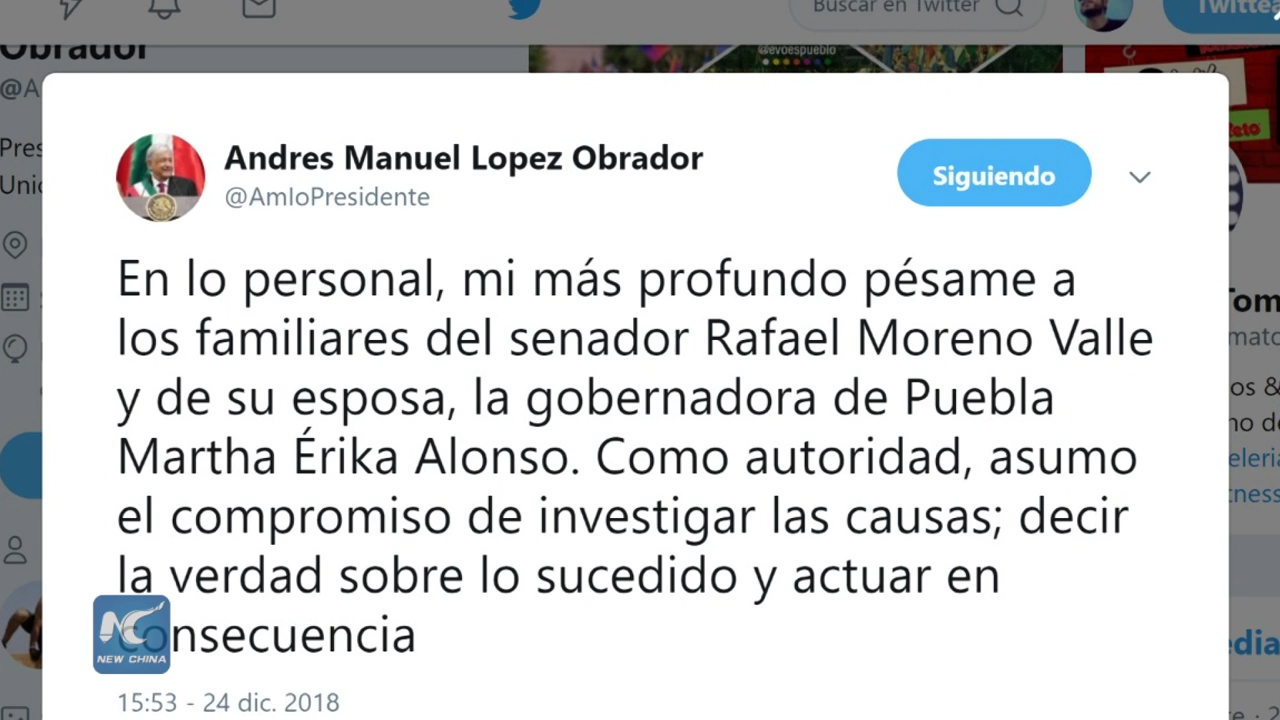 Buscar en Twitter
Obrador
@evoespueblo
Andres Manuel Lopez Obrador
@AmloPresidente
Siguiendo
En lo personal, mi más profundo pésame a
los familiares del senador Rafael Moreno Valle
y de su esposa, la gobernadora de Puebla
Martha Érika Alonso. Como autoridad, asumo
el compromiso de investigar las causas; decir
la verdad sobre lo sucedido y actuar en
consecuencia
NEW CHINA
15:53 - 24 dic. 2018